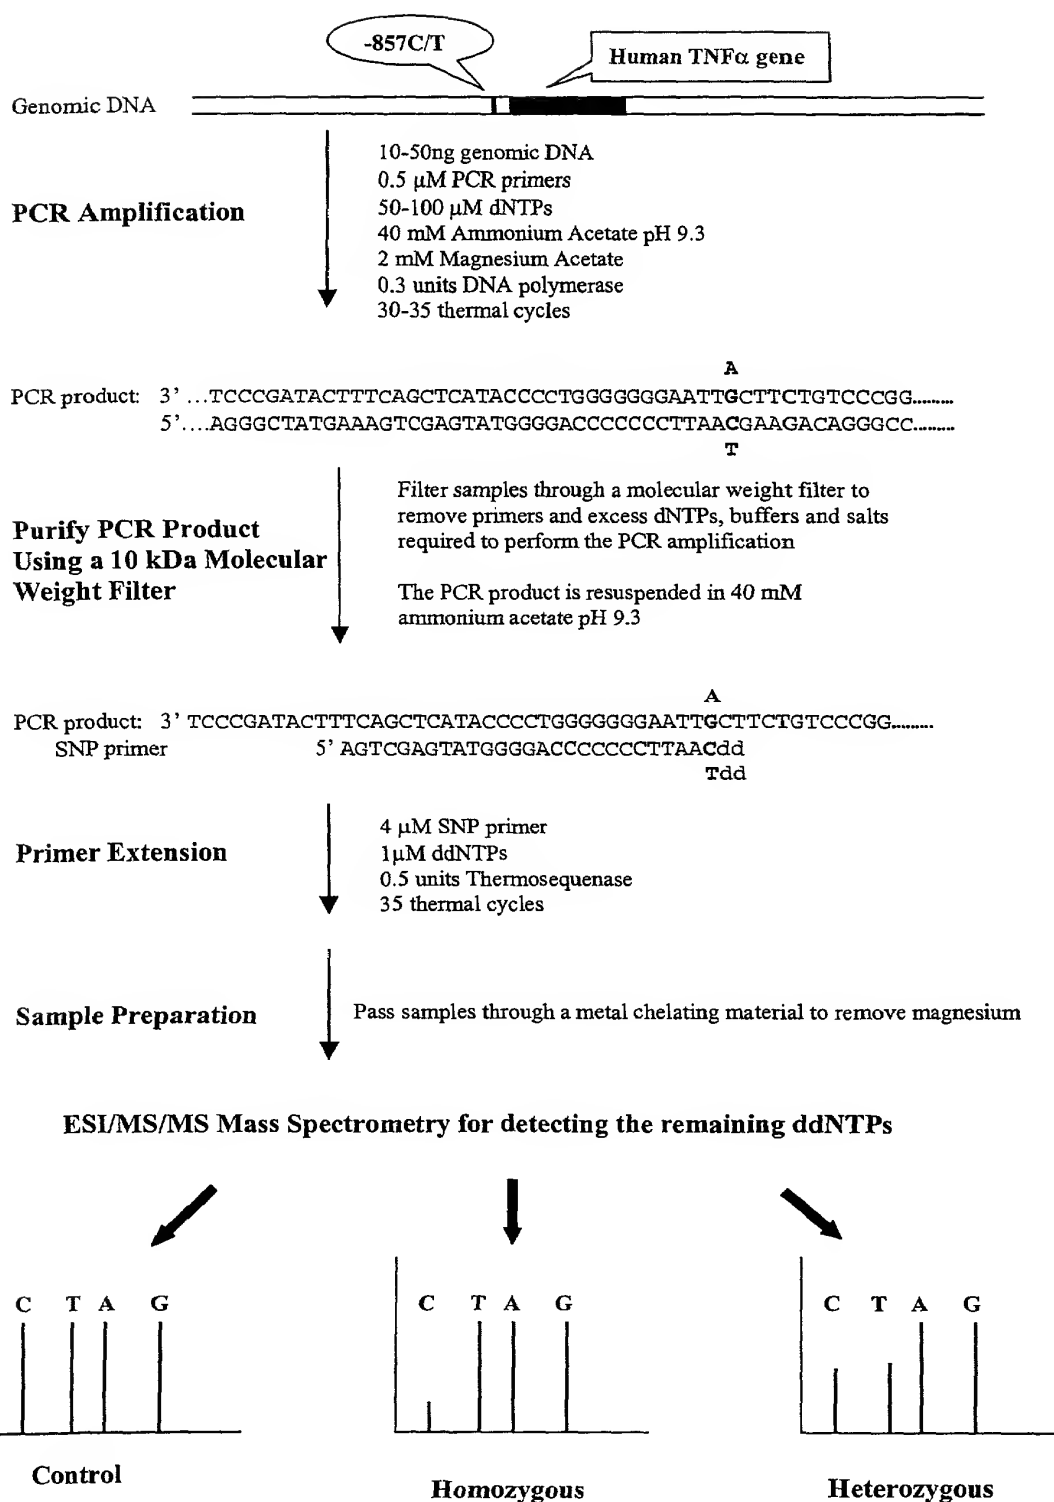 -857C/T
Human TNFα gene
Genomic DNA
PCR Amplification
10-50ng genomic DNA
0.5 µM PCR primers
50-100 µM dNTPs
40 mM Ammonium Acetate pH 9.3
2 mM Magnesium Acetate
0.3 units DNA polymerase
30-35 thermal cycles
A
PCR product: 3' ...TCCCGATACTTTCAGCTCATACCCCTGGGGGGGAATTGCTTCTGTCCCGG.........
5'....AGGGCTATGAAAGTCGAGTATGGGGACCCCCCCTTAACGAAGACAGGGCC.........
T
Purify PCR Product
Using a 10 kDa Molecular
Weight Filter
Filter samples through a molecular weight filter to
remove primers and excess dNTPs, buffers and salts
required to perform the PCR amplification
The PCR product is resuspended in 40 mM
ammonium acetate pH 9.3
A
PCR product: 3' TCCCGATACTTTCAGCTCATACCCCTGGGGGGGAATTGCTTCTGTCCCGG.........
SNP primer 5' AGTCGAGTATGGGGACCCCCCCTTAACdd
Tdd
Primer Extension
4 µM SNP primer
1µM ddNTPs
0.5 units Thermosequenase
35 thermal cycles
Sample Preparation
Pass samples through a metal chelating material to remove magnesium
ESI/MS/MS Mass Spectrometry for detecting the remaining ddNTPs
C T A G
C T A G
C T A G
Control
Homozygous
Heterozygous